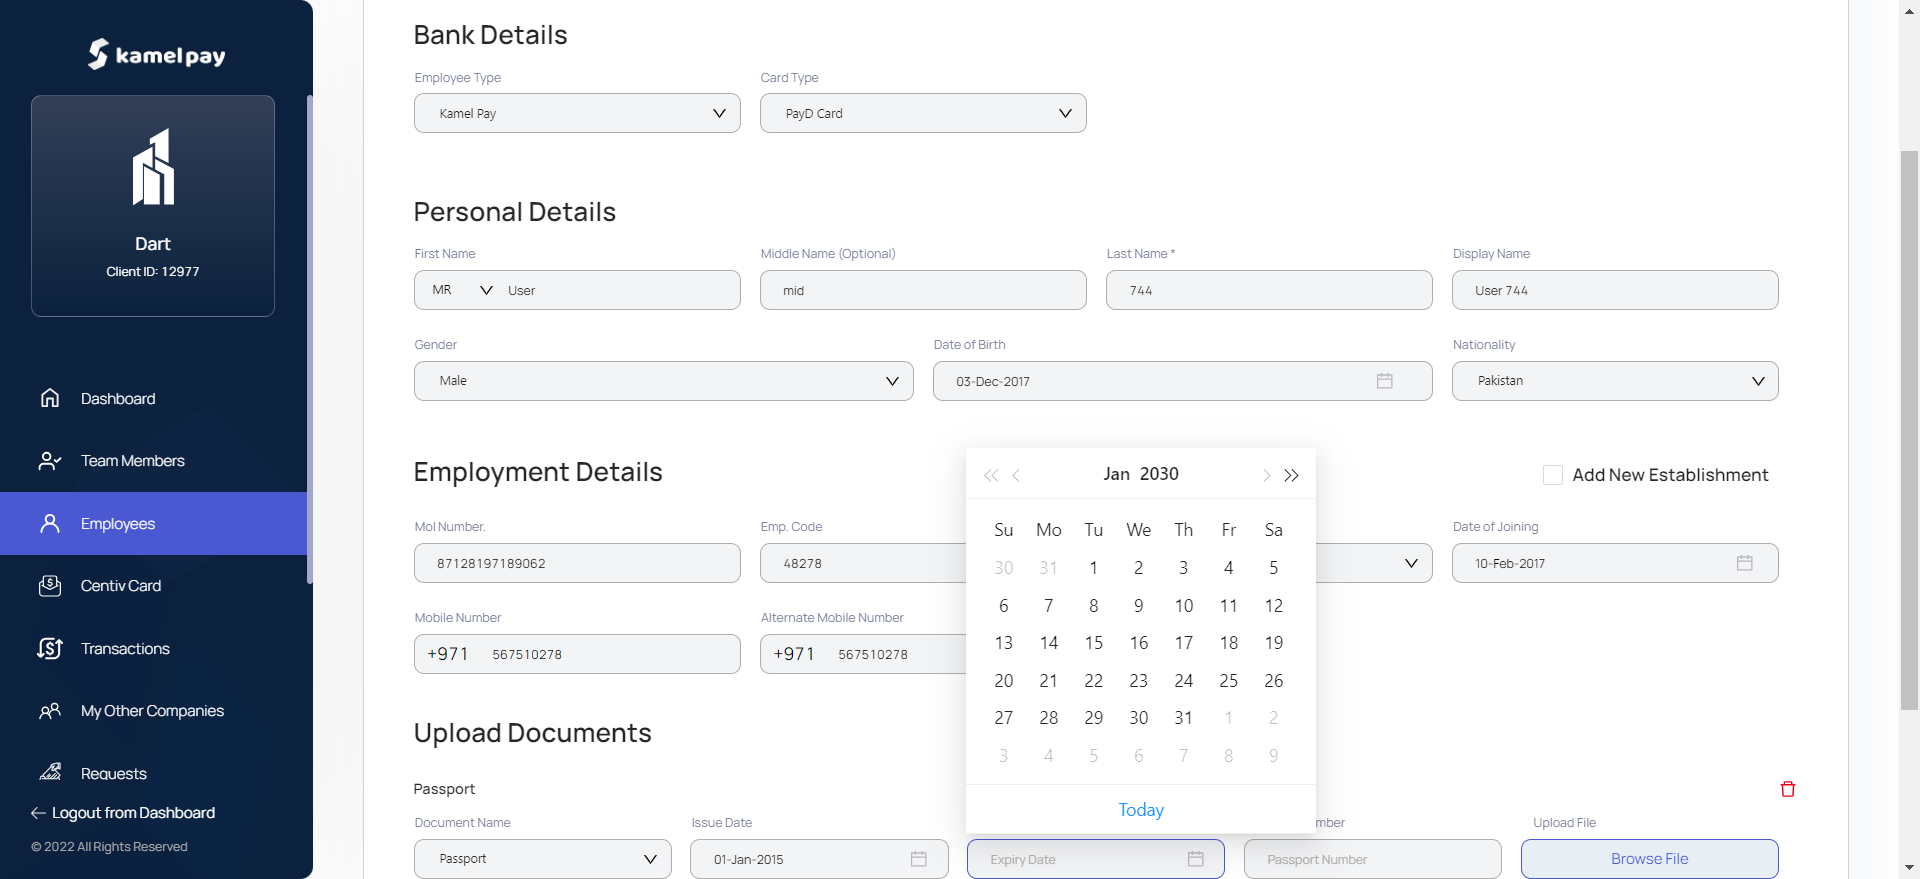 kamelpay
Dart
Client ID: 12977
Dashboard
Team Members
Employees
Centiv Card
Transactions
My Other Companies
Requests
Logout from Dashboard
© 2022 All Rights Reserved
Bank Details
Employee Type
Card Type
Kamel Pay
PayD Card
Personal Details
First Name
Middle Name (Optional)
Last Name *
Display Name
MR User
mid
744
User 744
Gender
Date of Birth
Nationality
Male
03-Dec-2017
Pakistan
Employment Details
Add New Establishment
Mol Number.
Emp. Code
Date of Joining
87128197189062
48278
10-Feb-2017
Mobile Number
Alternate Mobile Number
+971 567510278
+971 567510278
Jan 2030
Su Mo Tu We Th Fr Sa
30 31 1 2 3 4 5
6 7 8 9 10 11 12
13 14 15 16 17 18 19
20 21 22 23 24 25 26
27 28 29 30 31 1 2
3 4 5 6 7 8 9
Today
Upload Documents
Passport
Document Name
Issue Date
mber
Upload File
Passport
01-Jan-2015
Expiry Date
Passport Number
Browse File